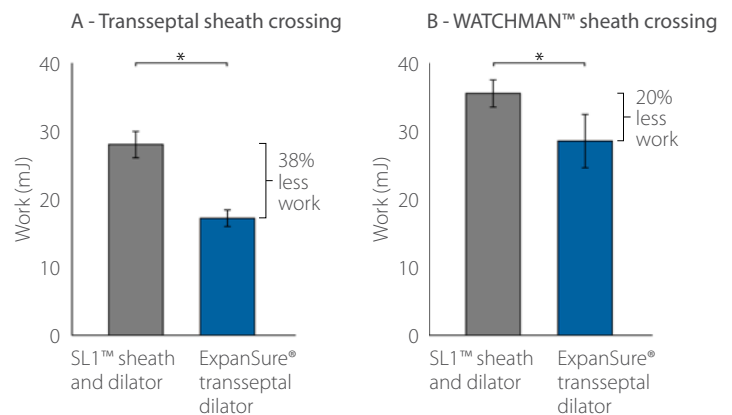 A - Transseptal sheath crossing
40
30
20
10
0
Work (mJ)
*
38%
less
work
SL1™ sheath
and dilator
ExpanSure®
transseptal
dilator
B - WATCHMAN™ sheath crossing
40
30
20
10
0
Work (mJ)
*
20%
less
work
SL1™ sheath
and dilator
ExpanSure®
transseptal
dilator